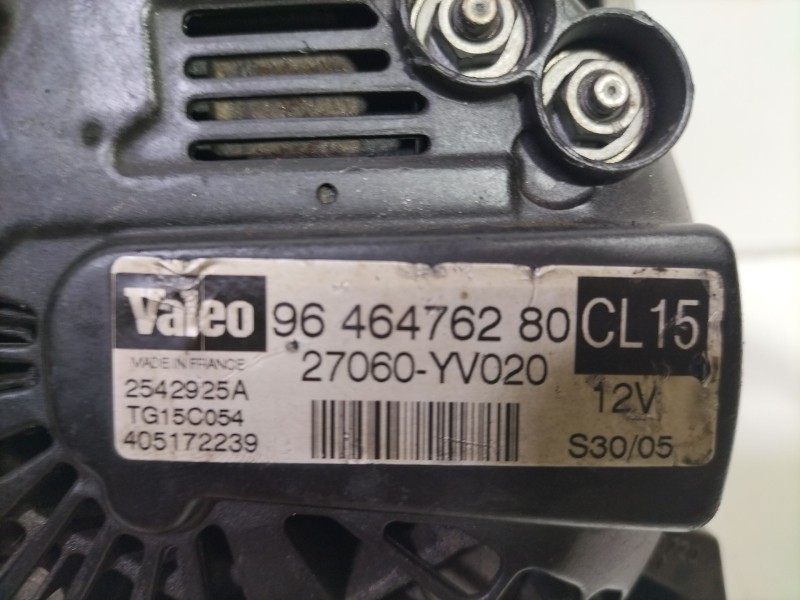 Valeo 96 464762 80 CL15
MADE IN FRANCE 27060-YV020
2542925A 12V
TG15C054
405172239 S30/05